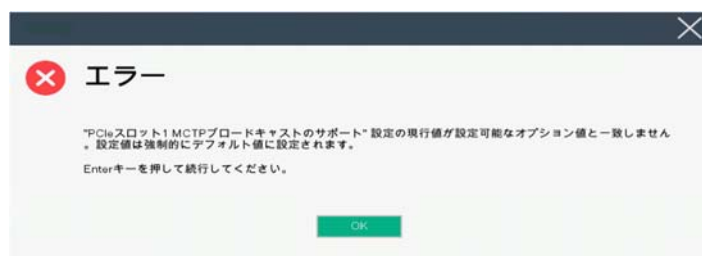 エラー
"PCIeスロット1 MCTPブロードキャストのサポート" 設定の現行値が設定可能なオプション値と一致しません
。設定値は強制的にデフォルト値に設定されます。
Enterキーを押して続行してください。
OK